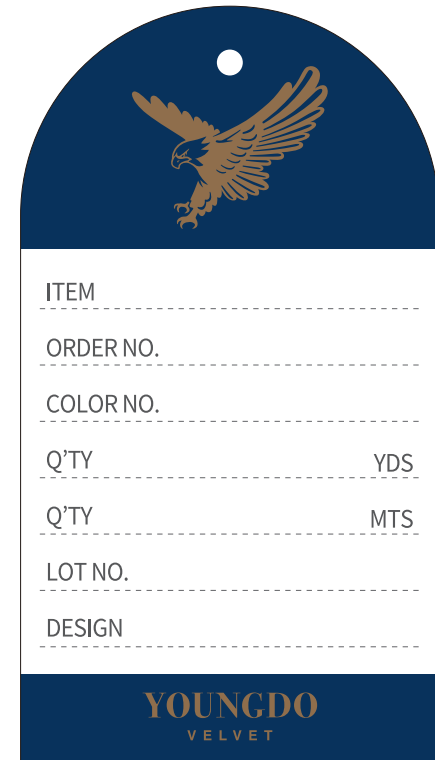 ITEM
ORDER NO.
COLOR NO.
Q’TY YDS
Q’TY MTS
LOT NO.
DESIGN
YOUNGDO
VELVET